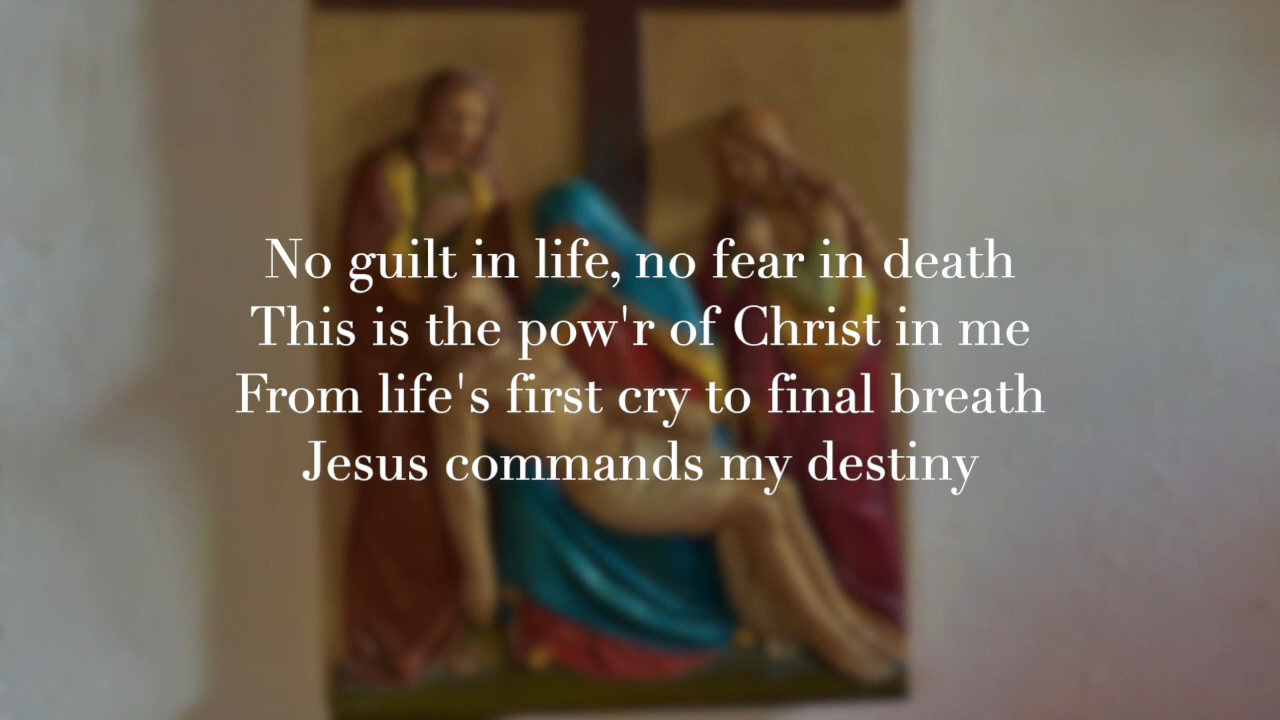 No guilt in life, no fear in death
This is the pow'r of Christ in me
From life's first cry to final breath
Jesus commands my destiny